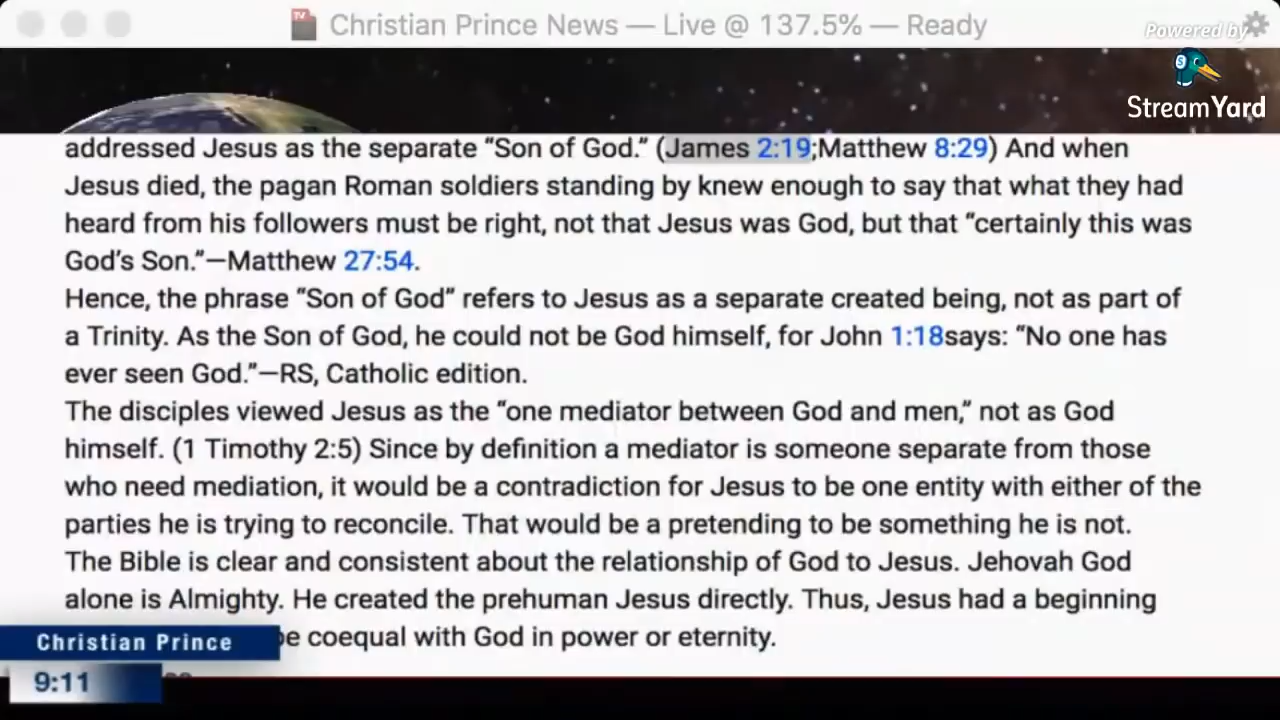 Christian Prince News — Live @ 137.5% — Ready
Powered by
StreamYard
addressed Jesus as the separate “Son of God.” (James 2:19;Matthew 8:29) And when
Jesus died, the pagan Roman soldiers standing by knew enough to say that what they had
heard from his followers must be right, not that Jesus was God, but that “certainly this was
God’s Son.”—Matthew 27:54.
Hence, the phrase “Son of God” refers to Jesus as a separate created being, not as part of
a Trinity. As the Son of God, he could not be God himself, for John 1:18says: “No one has
ever seen God.”—RS, Catholic edition.
The disciples viewed Jesus as the “one mediator between God and men,” not as God
himself. (1 Timothy 2:5) Since by definition a mediator is someone separate from those
who need mediation, it would be a contradiction for Jesus to be one entity with either of the
parties he is trying to reconcile. That would be a pretending to be something he is not.
The Bible is clear and consistent about the relationship of God to Jesus. Jehovah God
alone is Almighty. He created the prehuman Jesus directly. Thus, Jesus had a beginning
coequal with God in power or eternity.
Christian Prince
9:11